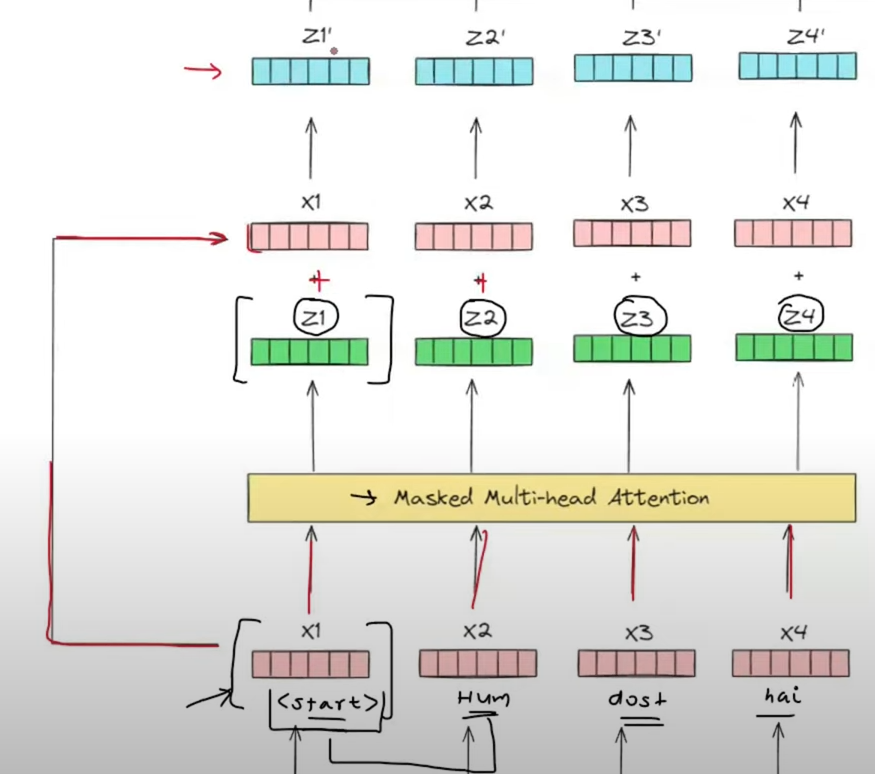 Z1' Z2' Z3' Z4'
X1 X2 X3 X4
+ + + +
Z1 Z2 Z3 Z4
→ Masked Multi-head Attention
X1 X2 X3 X4
<start> Hum dost hai